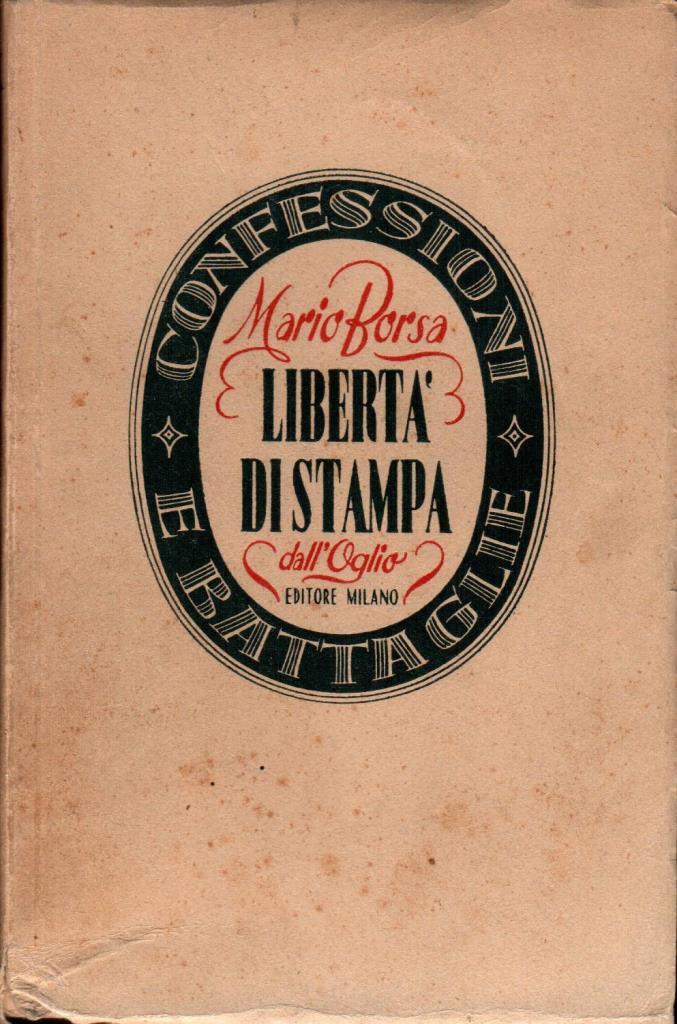 CONFESSIONI
Mario Borsa
LIBERTA'
DI STAMPA
dall'Oglio
EDITORE MILANO
E BATTAGLIE